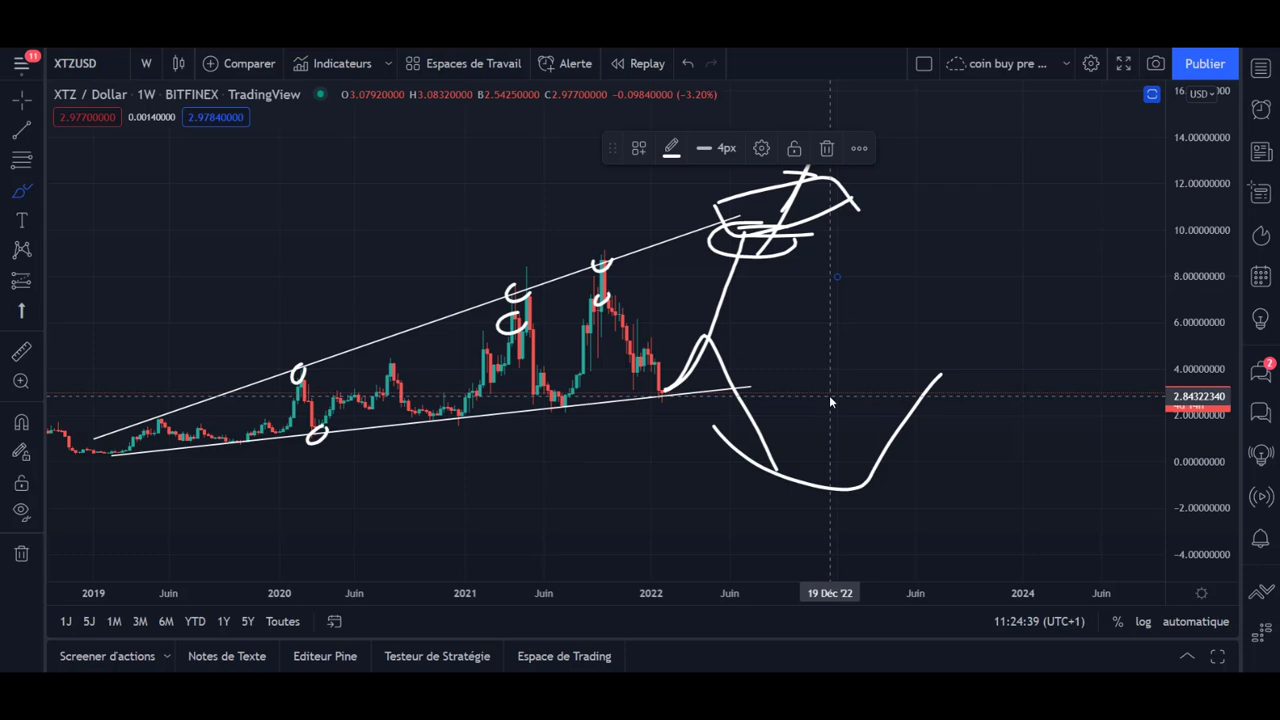 11
XTZUSD W Comparer Indicateurs Espaces de Travail Alerte Replay coin buy pre ... Publier
XTZ / Dollar · 1W · BITFINEX · TradingView O3.07920000 H3.08320000 B2.54250000 C2.97700000 −0.09840000 (−3.20%) USD
2.97700000 0.00140000 2.97840000
4px
14.00000000
12.00000000
10.00000000
8.00000000
6.00000000
4.00000000
2.84322340
2.00000000
0.00000000
−2.00000000
−4.00000000
2
2019 Juin 2020 Juin 2021 Juin 2022 Juin 19 Déc '22 Juin 2024 Juin
1J 5J 1M 3M 6M YTD 1Y 5Y Toutes 11:24:39 (UTC+1) % log automatique
Screener d'actions Notes de Texte Editeur Pine Testeur de Stratégie Espace de Trading